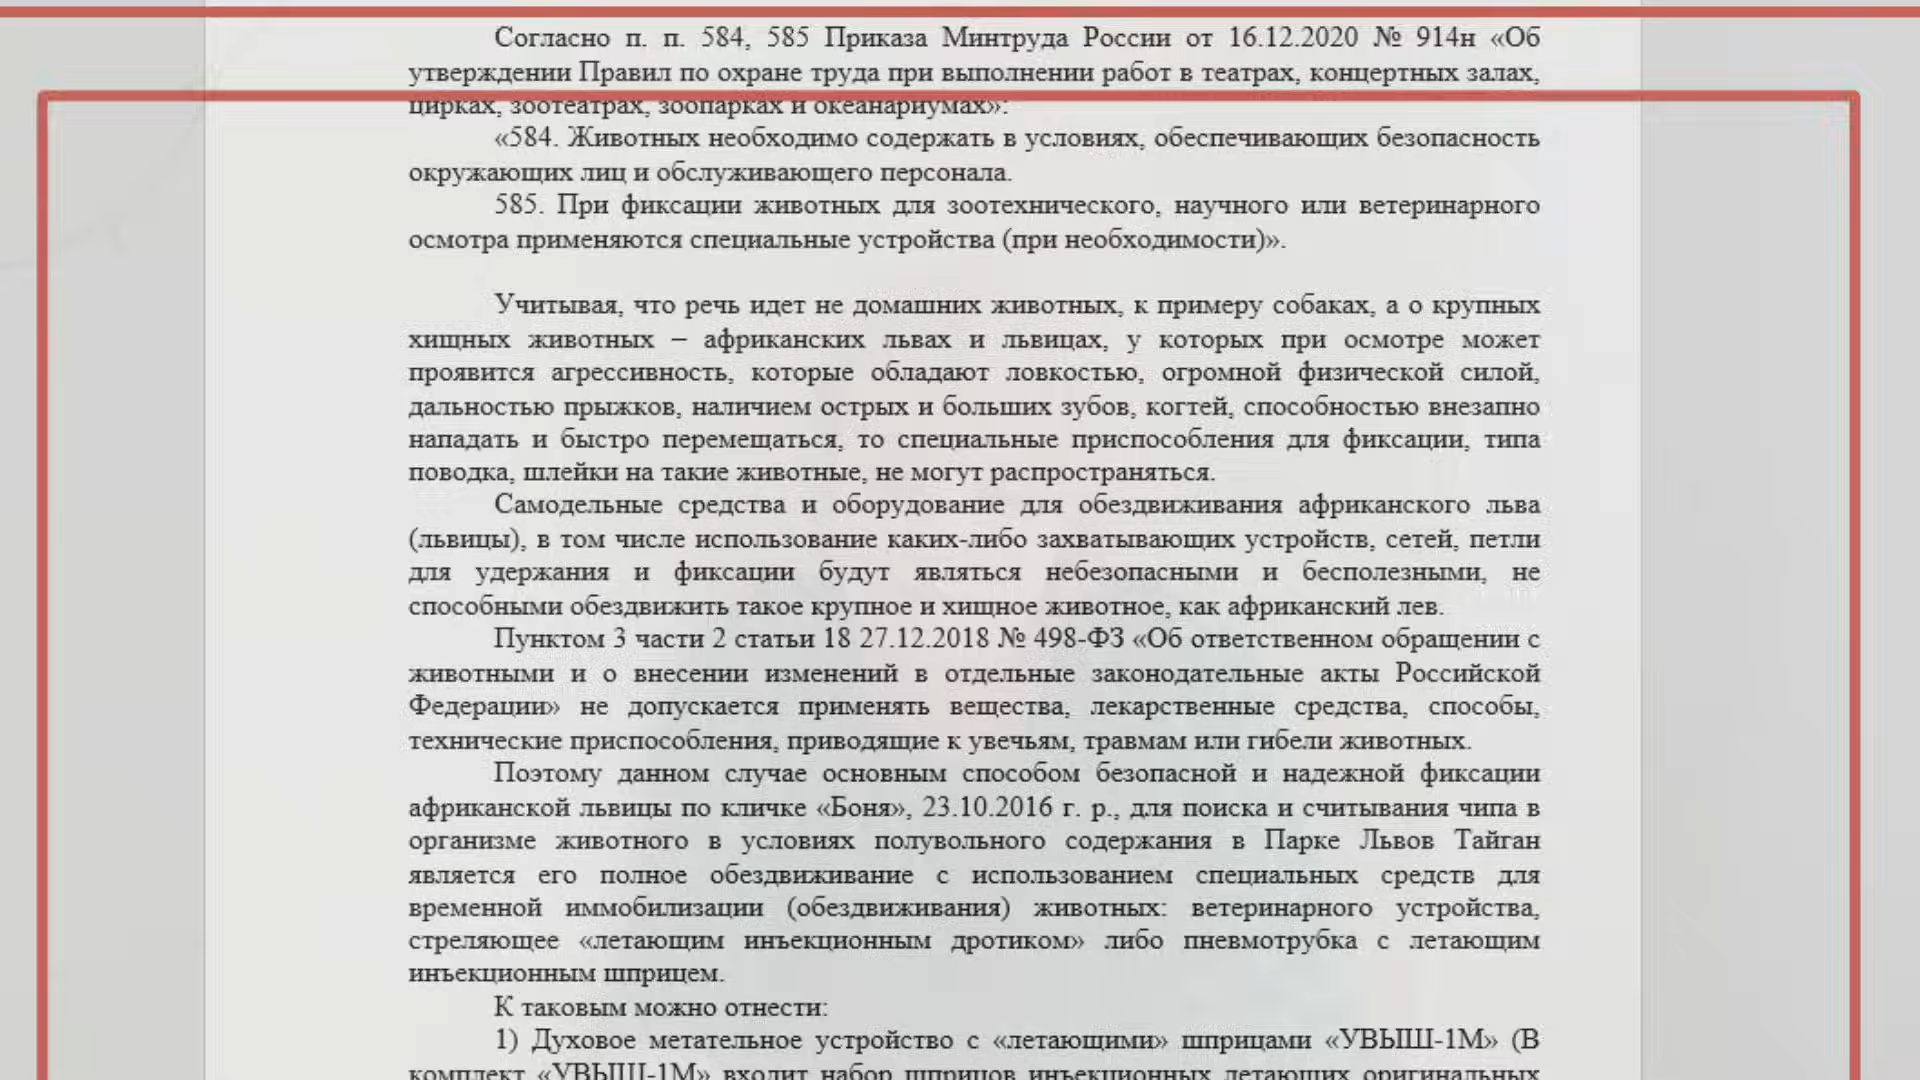 Согласно п. п. 584, 585 Приказа Минтруда России от 16.12.2020 № 914н «Об
утверждении Правил по охране труда при выполнении работ в театрах, концертных залах,
цирках, зоотеатрах, зоопарках и океанариумах»:
«584. Животных необходимо содержать в условиях, обеспечивающих безопасность
окружающих лиц и обслуживающего персонала.
585. При фиксации животных для зоотехнического, научного или ветеринарного
осмотра применяются специальные устройства (при необходимости)».
Учитывая, что речь идет не домашних животных, к примеру собаках, а о крупных
хищных животных – африканских львах и львицах, у которых при осмотре может
проявится агрессивность, которые обладают ловкостью, огромной физической силой,
дальностью прыжков, наличием острых и больших зубов, когтей, способностью внезапно
нападать и быстро перемещаться, то специальные приспособления для фиксации, типа
поводка, шлейки на такие животные, не могут распространяться.
Самодельные средства и оборудование для обездвиживания африканского льва
(львицы), в том числе использование каких-либо захватывающих устройств, сетей, петли
для удержания и фиксации будут являться небезопасными и бесполезными, не
способными обездвижить такое крупное и хищное животное, как африканский лев.
Пунктом 3 части 2 статьи 18 27.12.2018 № 498-ФЗ «Об ответственном обращении с
животными и о внесении изменений в отдельные законодательные акты Российской
Федерации» не допускается применять вещества, лекарственные средства, способы,
технические приспособления, приводящие к увечьям, травмам или гибели животных.
Поэтому данном случае основным способом безопасной и надежной фиксации
африканской львицы по кличке «Боня», 23.10.2016 г. р., для поиска и считывания чипа в
организме животного в условиях полувольного содержания в Парке Львов Тайган
является его полное обездвиживание с использованием специальных средств для
временной иммобилизации (обездвиживания) животных: ветеринарного устройства,
стреляющее «летающим инъекционным дротиком» либо пневмотрубка с летающим
инъекционным шприцем.
К таковым можно отнести:
1) Духовое метательное устройство с «летающими» шприцами «УВЫШ-1М» (В
комплект «УВЫШ-1М» входит набор шприцов инъекционных летающих оригинальных